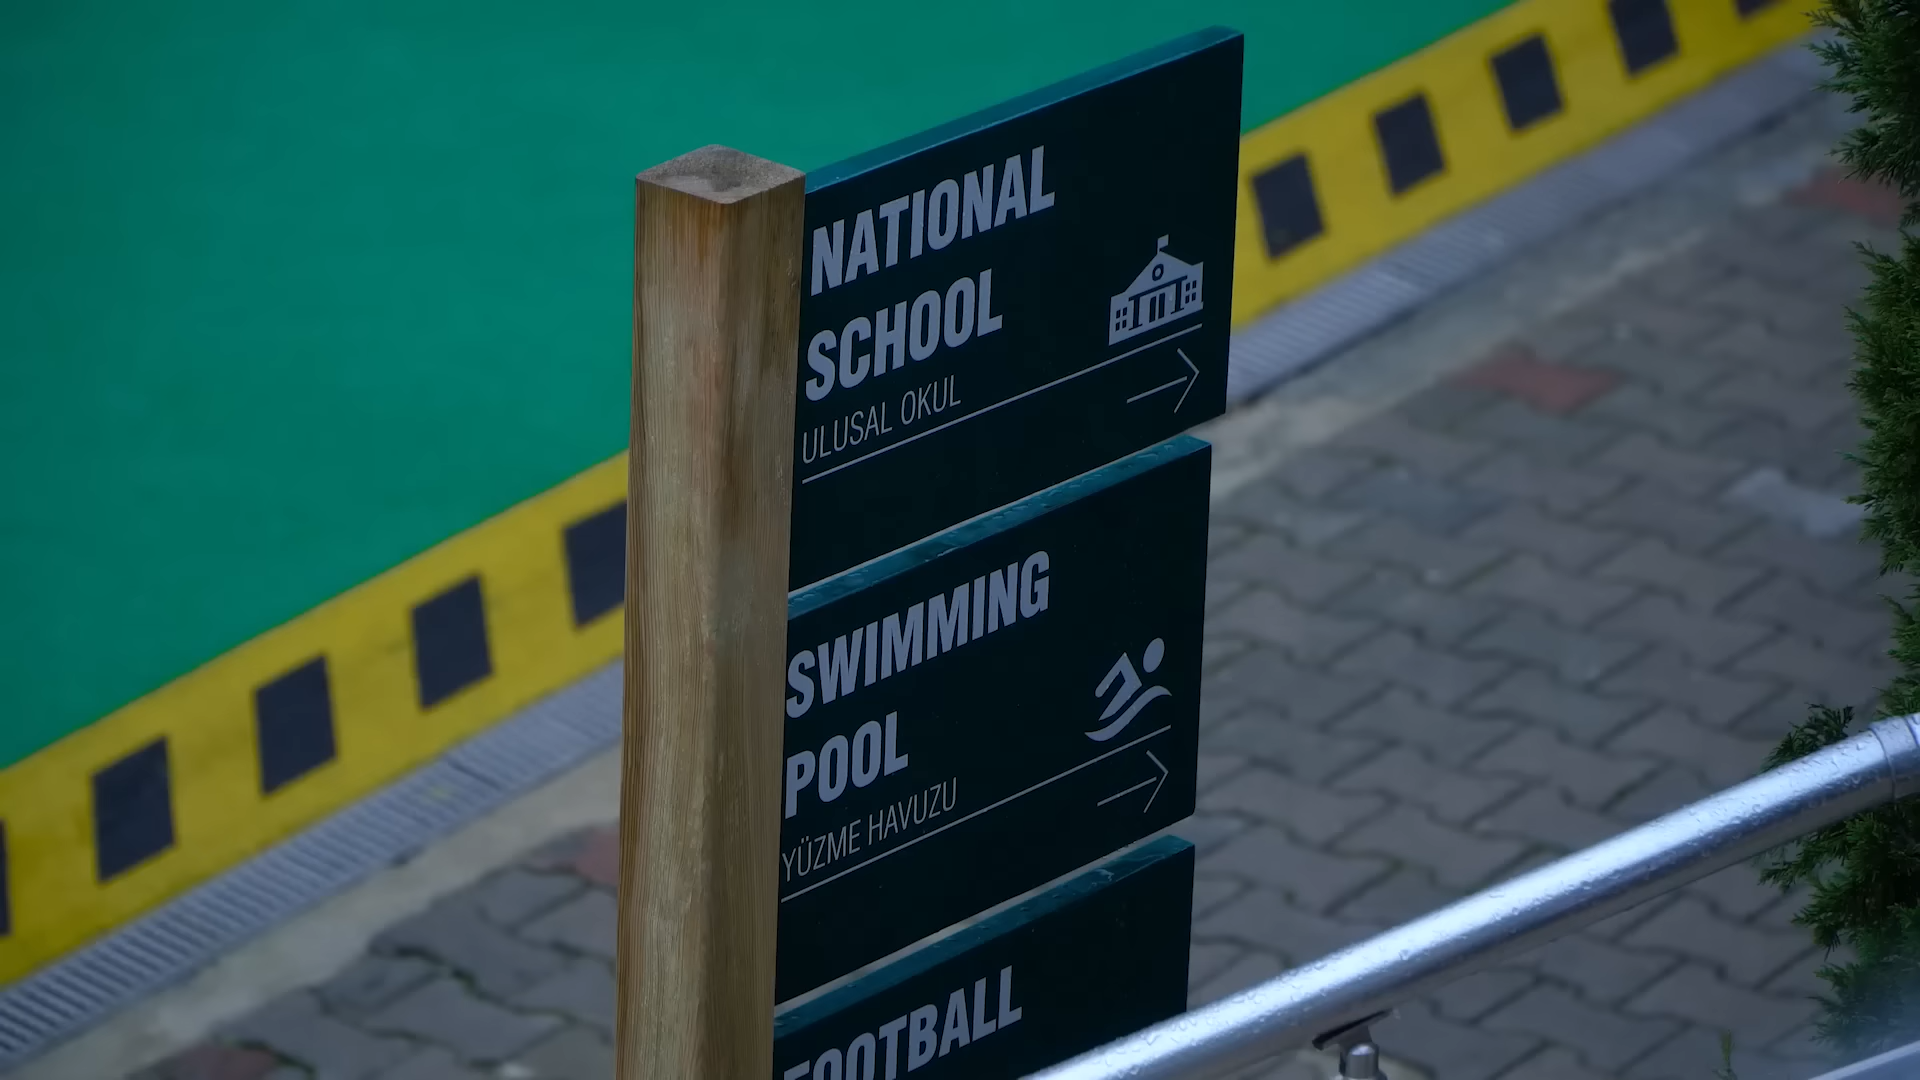 NATIONAL
SCHOOL
ULUSAL OKUL
SWIMMING
POOL
YÜZME HAVUZU
FOOTBALL